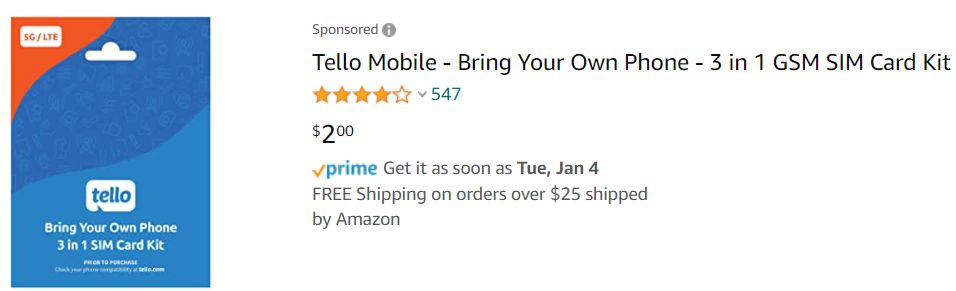 5G / LTE
tello
Bring Your Own Phone
3 in 1 SIM Card Kit
PRIOR TO PURCHASE
Check your phone compatibility at tello.com
Sponsored
Tello Mobile - Bring Your Own Phone - 3 in 1 GSM SIM Card Kit
547
$2.00
prime Get it as soon as Tue, Jan 4
FREE Shipping on orders over $25 shipped
by Amazon